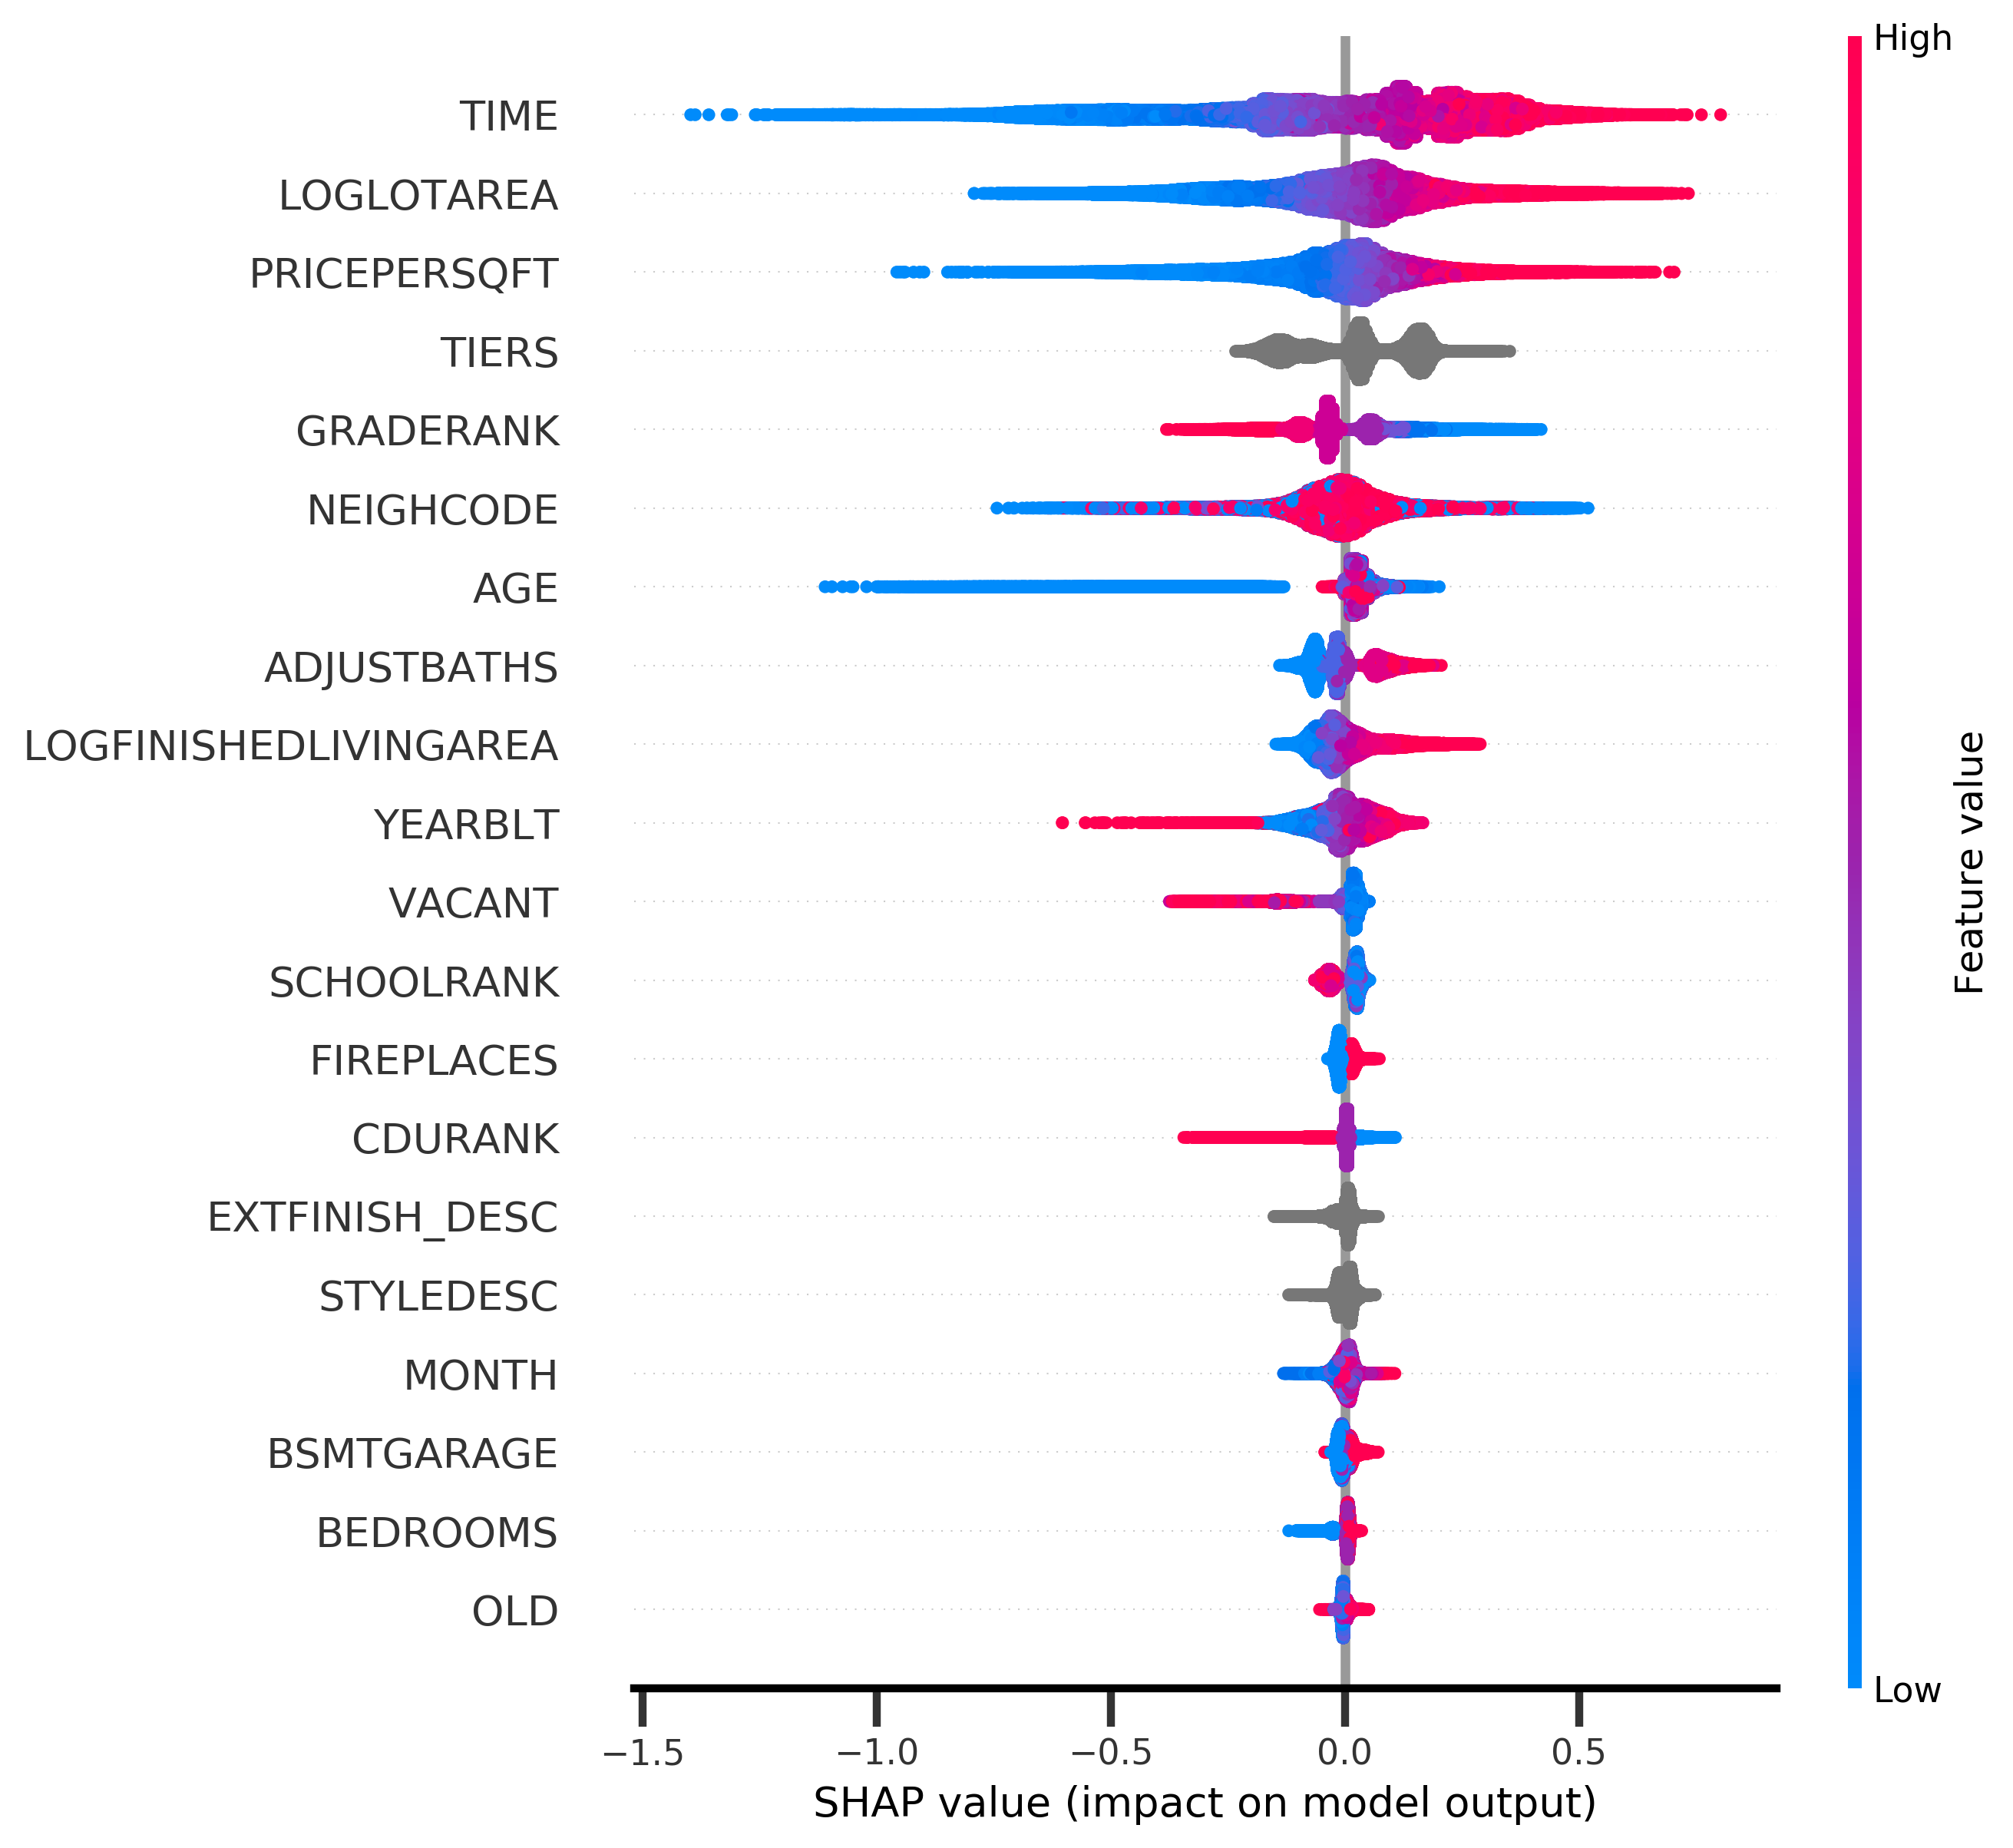 High
TIME
LOGLOTAREA
PRICEPERSQFT
TIERS
GRADERANK
NEIGHCODE
AGE
ADJUSTBATHS
LOGFINISHEDLIVINGAREA
YEARBLT
VACANT
SCHOOLRANK
FIREPLACES
CDURANK
EXTFINISH_DESC
STYLEDESC
MONTH
BSMTGARAGE
BEDROOMS
OLD
Feature value
Low
−1.5 −1.0 −0.5 0.0 0.5
SHAP value (impact on model output)